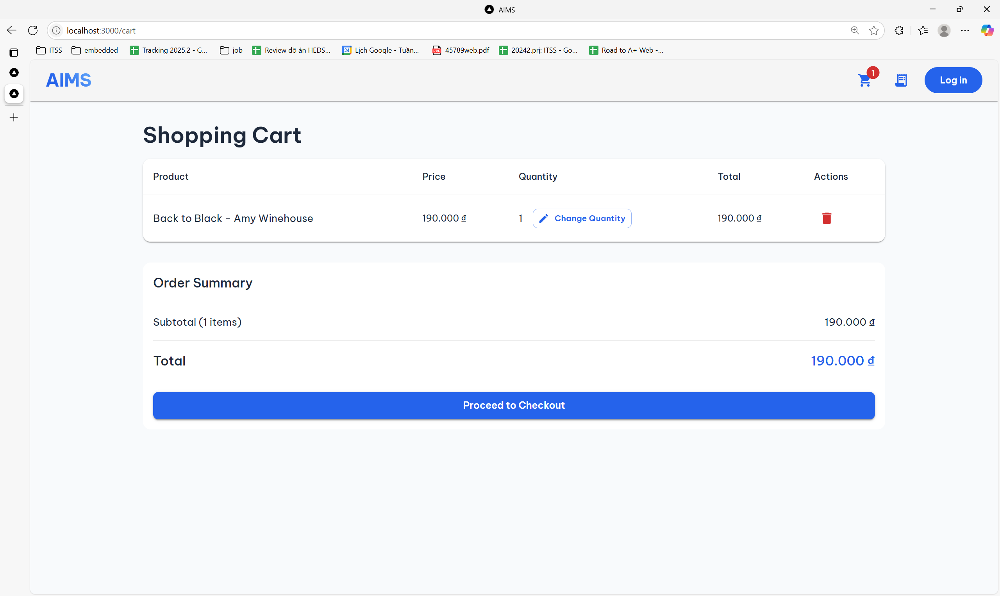 AIMS
localhost:3000/cart
ITSS embedded Tracking 2025.2 - G... job Review đồ án HEDS... 24 Lịch Google - Tuần... PDF 45789web.pdf 20242.prj: ITSS - Go... Road to A+ Web -...
AIMS 1 Log in
Shopping Cart
Product Price Quantity Total Actions
Back to Black - Amy Winehouse 190.000 ₫ 1 Change Quantity 190.000 ₫
Order Summary
Subtotal (1 items) 190.000 ₫
Total 190.000 ₫
Proceed to Checkout